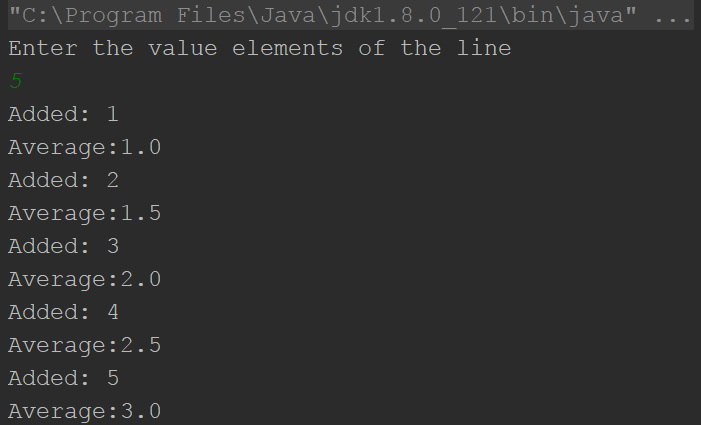 "C:\Program Files\Java\jdk1.8.0_121\bin\java" ...
Enter the value elements of the line
5
Added: 1
Average:1.0
Added: 2
Average:1.5
Added: 3
Average:2.0
Added: 4
Average:2.5
Added: 5
Average:3.0